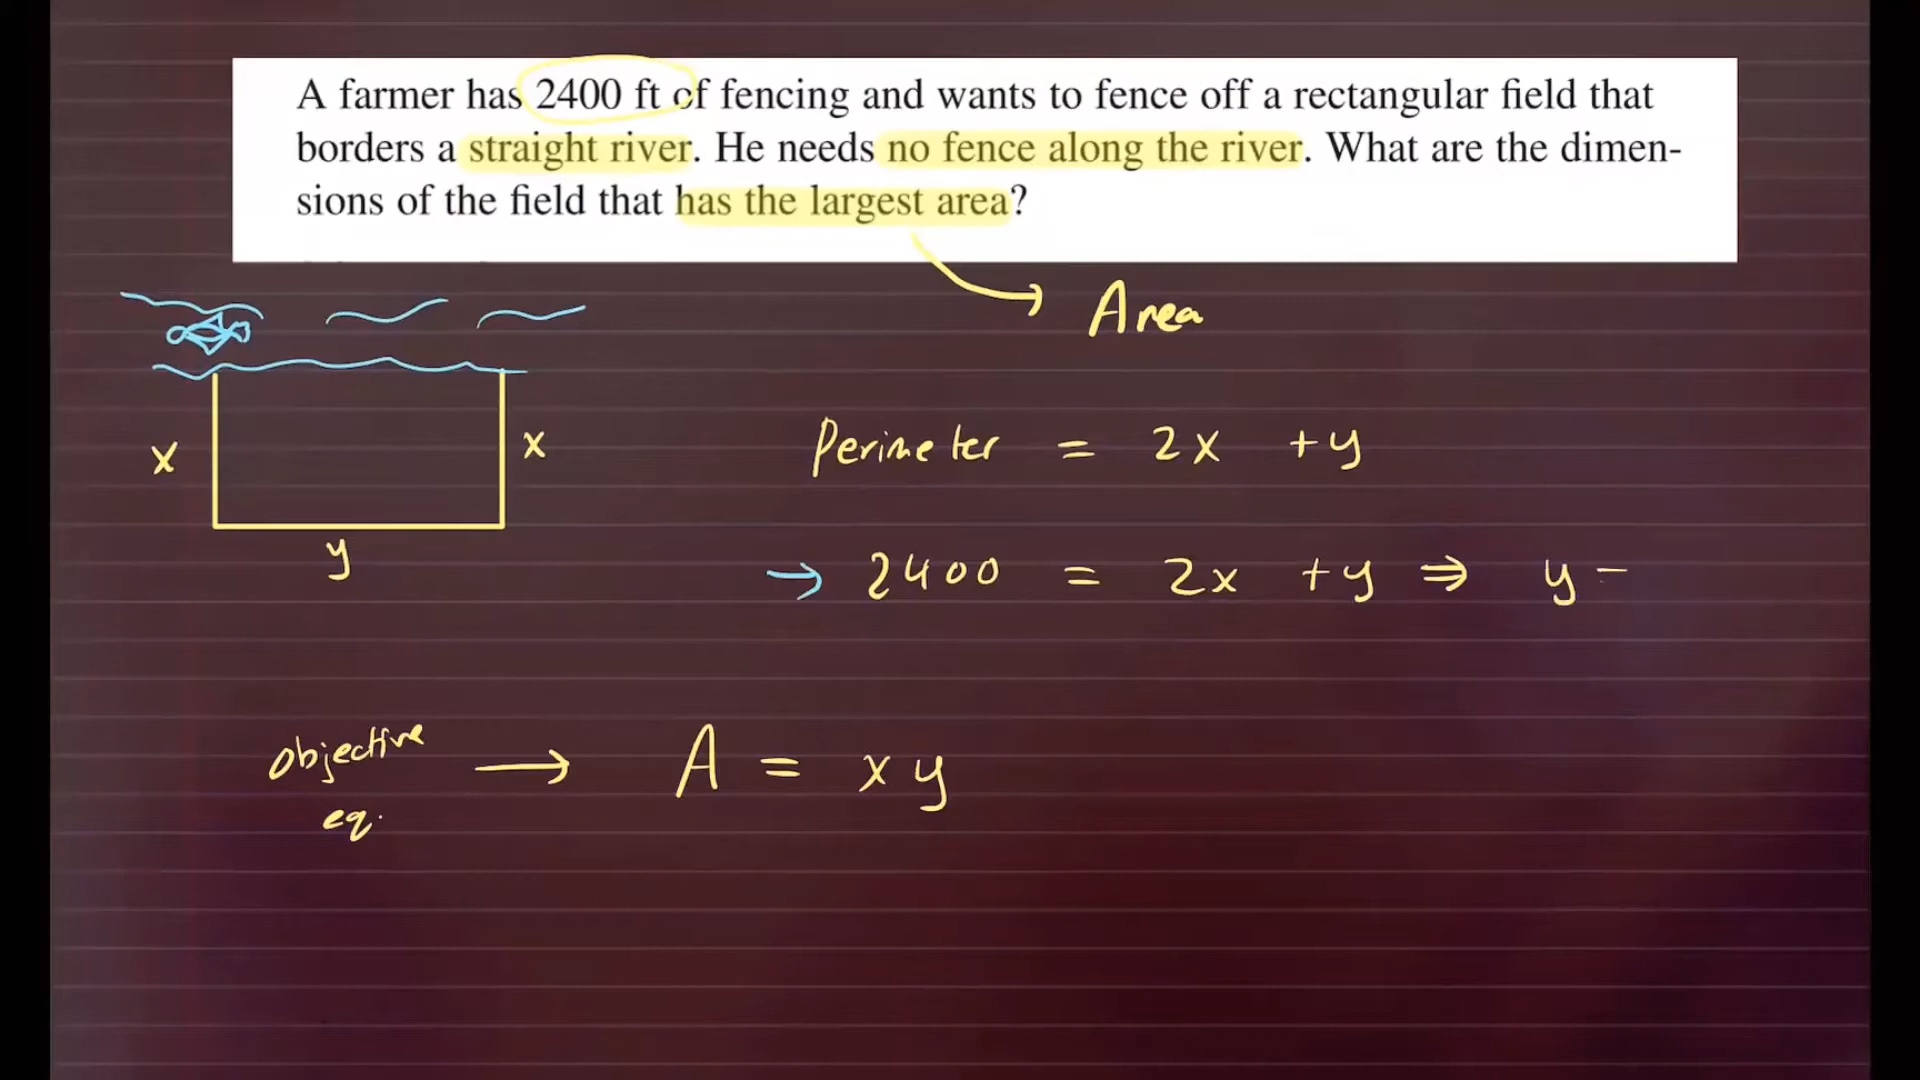 A farmer has 2400 ft of fencing and wants to fence off a rectangular field that
borders a straight river. He needs no fence along the river. What are the dimen-
sions of the field that has the largest area?
Area
x
x
y
Perimeter = 2x + y
→ 2400 = 2x + y ⇒ y -
objective
eq.
→ A = xy